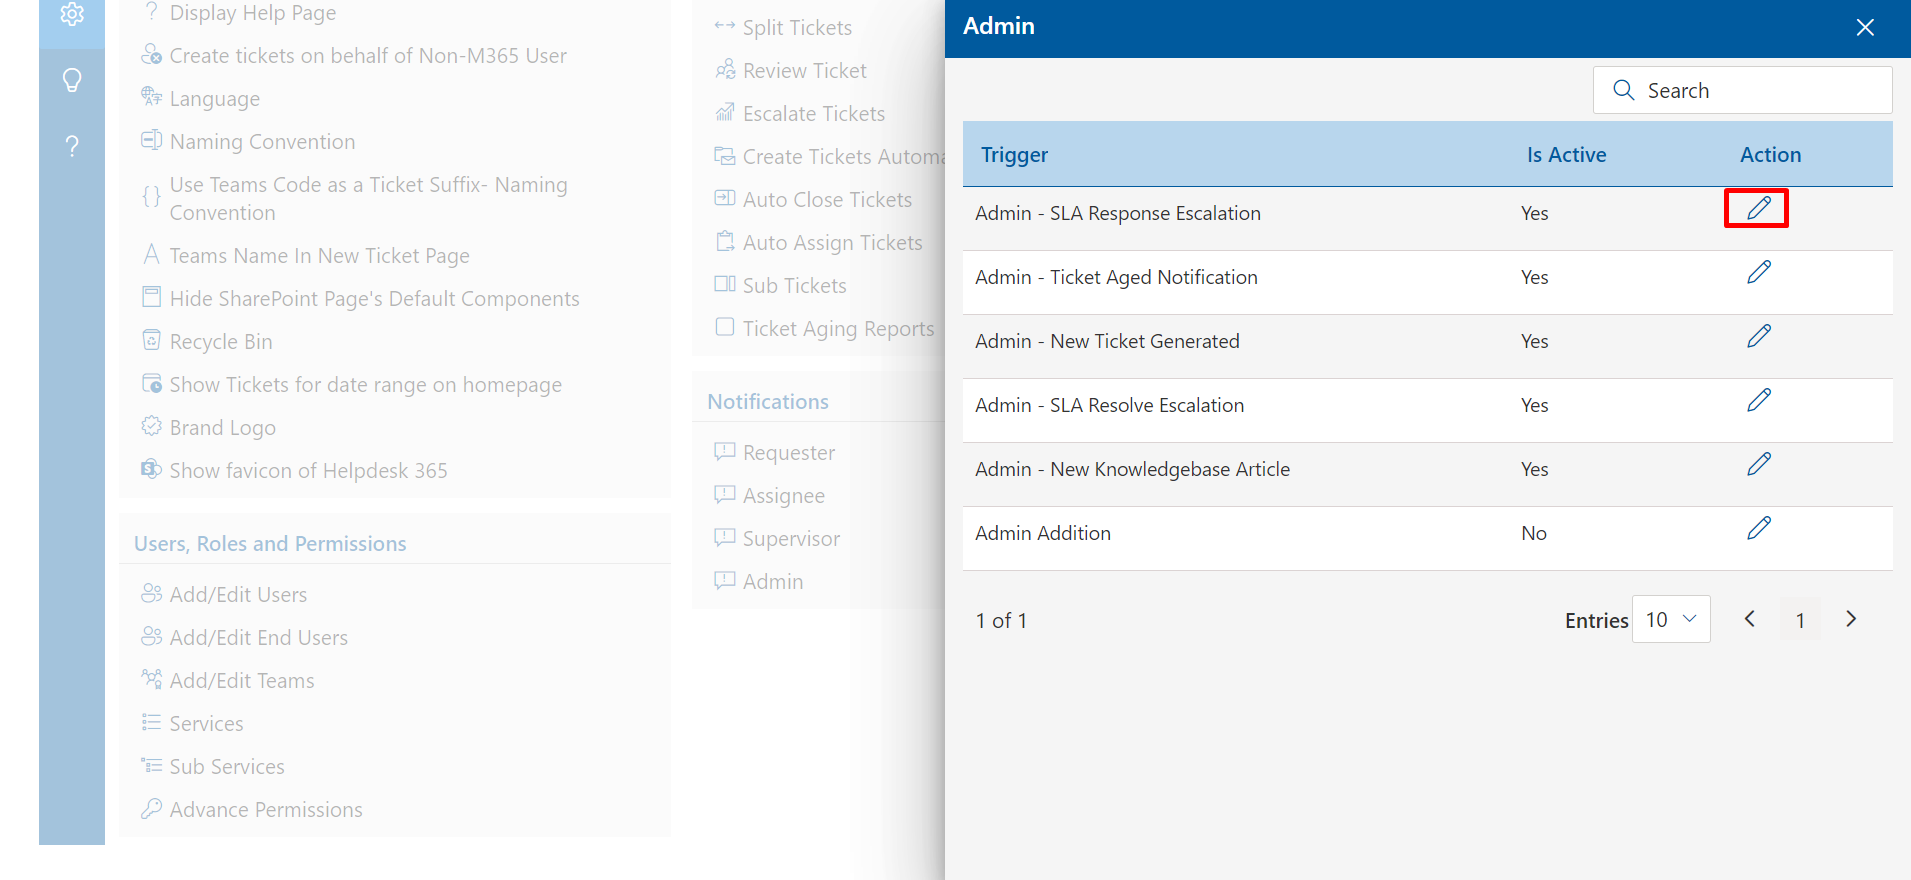 Display Help Page
Create tickets on behalf of Non-M365 User
Language
Naming Convention
Use Teams Code as a Ticket Suffix- Naming
Convention
Teams Name In New Ticket Page
Hide SharePoint Page's Default Components
Recycle Bin
Show Tickets for date range on homepage
Brand Logo
Show favicon of Helpdesk 365
Users, Roles and Permissions
Add/Edit Users
Add/Edit End Users
Add/Edit Teams
Services
Sub Services
Advance Permissions
Split Tickets
Review Ticket
Escalate Tickets
Create Tickets Automa
Auto Close Tickets
Auto Assign Tickets
Sub Tickets
Ticket Aging Reports
Notifications
Requester
Assignee
Supervisor
Admin
Admin
Search
Trigger Is Active Action
Admin - SLA Response Escalation Yes
Admin - Ticket Aged Notification Yes
Admin - New Ticket Generated Yes
Admin - SLA Resolve Escalation Yes
Admin - New Knowledgebase Article Yes
Admin Addition No
1 of 1 Entries 10 1